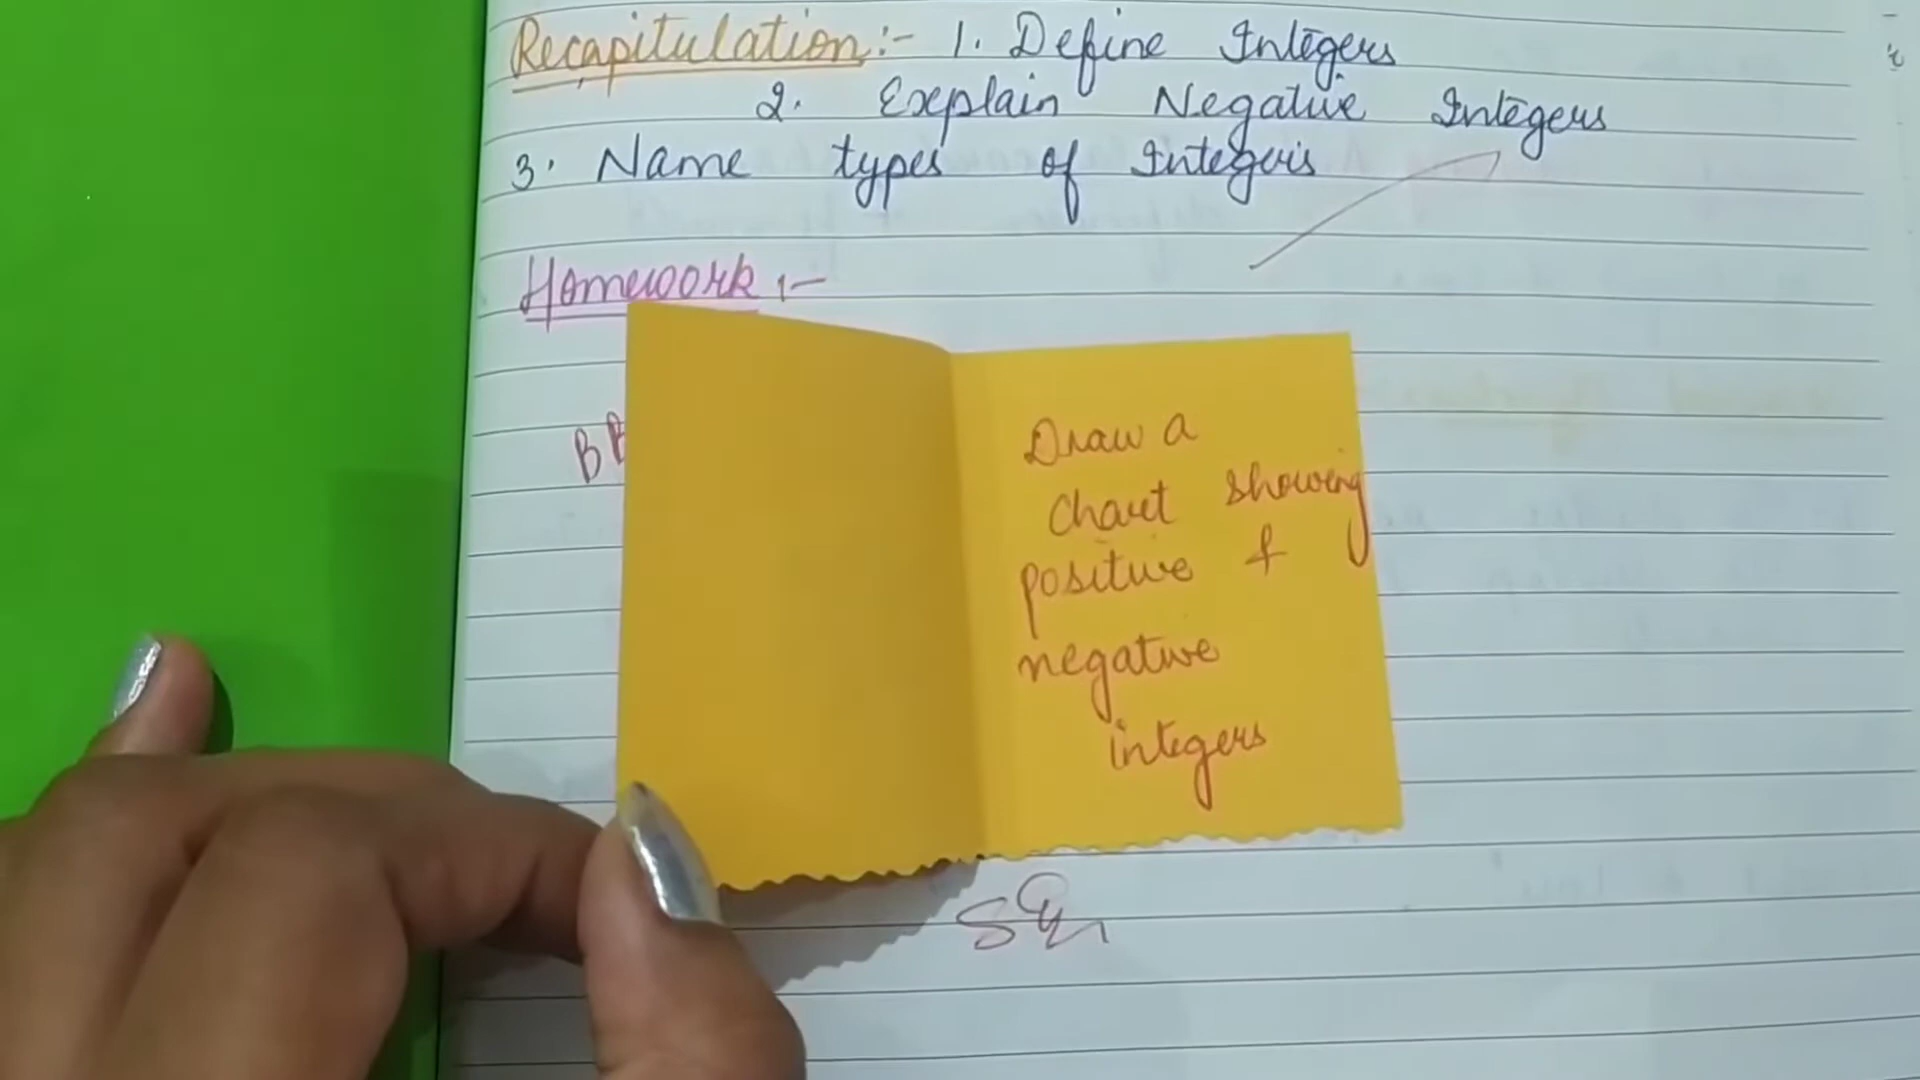 Recapitulation:- 1. Define Integers
2. Explain Negative Integers
3. Name types of Integers
Homework :-
Draw a
chart showing
positive &
negative
integers